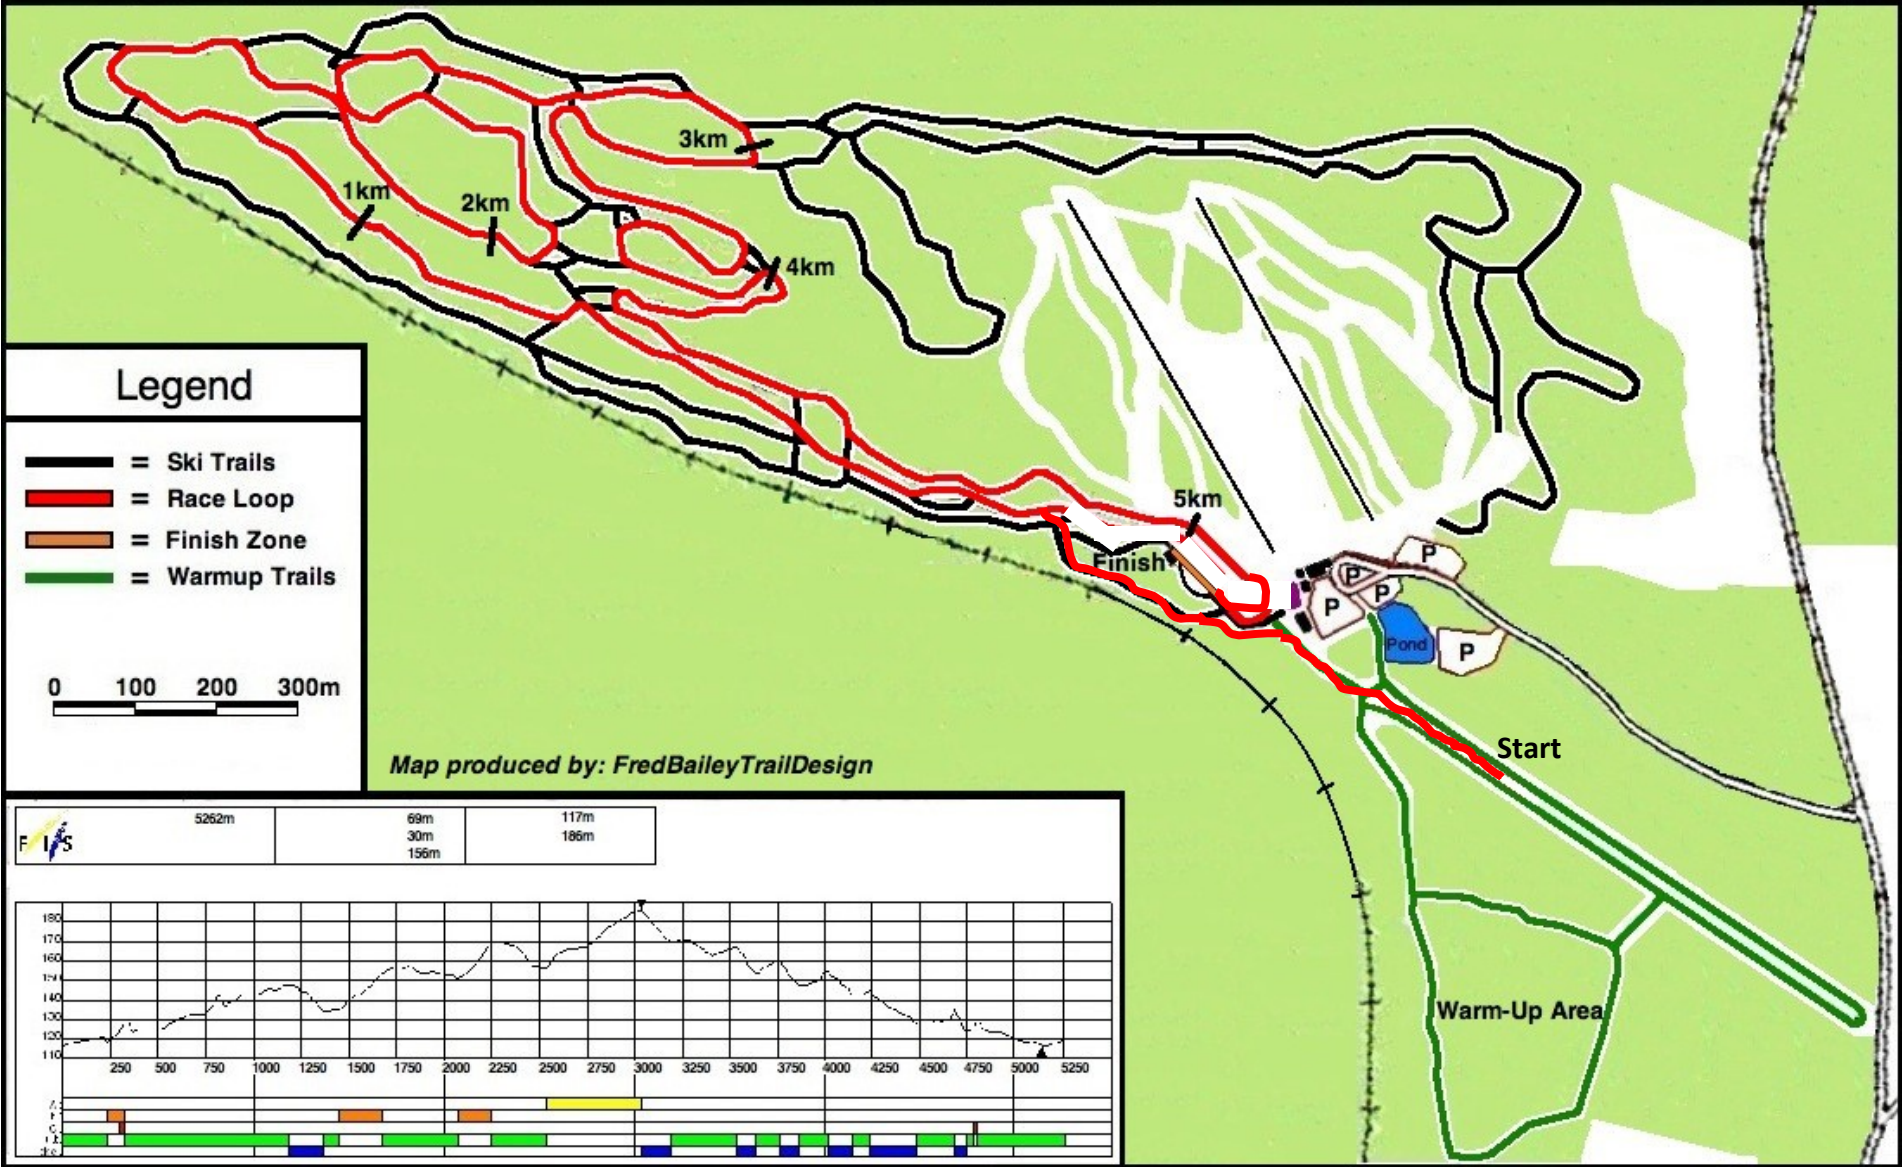 3km
1km
2km
4km
5km
Finish
P
P
P
P
Pond
P
Start
Warm-Up Area
Legend
= Ski Trails
= Race Loop
= Finish Zone
= Warmup Trails
0 100 200 300m
Map produced by: FredBaileyTrailDesign
F I S
5262m 69m 117m
30m 186m
156m
180
170
160
150
140
130
120
110
250 500 750 1000 1250 1500 1750 2000 2250 2500 2750 3000 3250 3500 3750 4000 4250 4500 4750 5000 5250